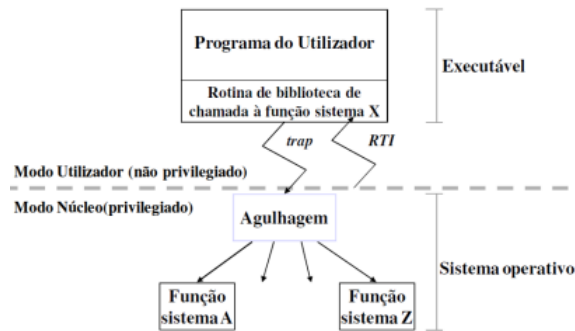 Programa do Utilizador
Executável
Rotina de biblioteca de
chamada à função sistema X
trap
RTI
Modo Utilizador (não privilegiado)
Modo Núcleo(privilegiado)
Agulhagem
Sistema operativo
Função
sistema A
Função
sistema Z